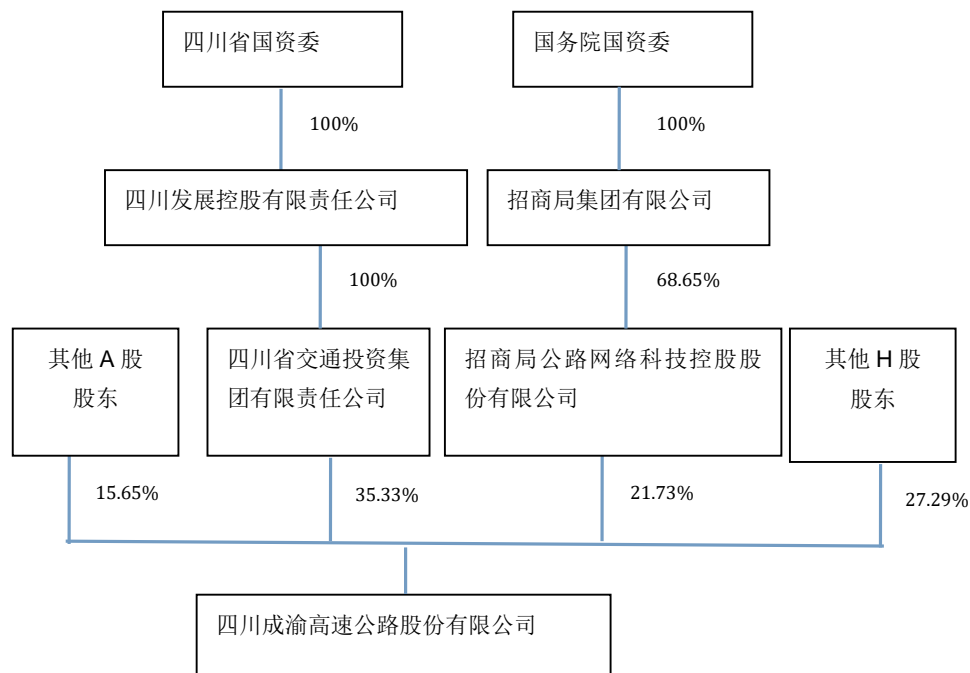 四川省国资委
国务院国资委
100%
100%
四川发展控股有限责任公司
招商局集团有限公司
100%
68.65%
其他 A 股
股东
四川省交通投资集
团有限责任公司
招商局公路网络科技控股股
份有限公司
其他 H 股
股东
15.65%
35.33%
21.73%
27.29%
四川成渝高速公路股份有限公司